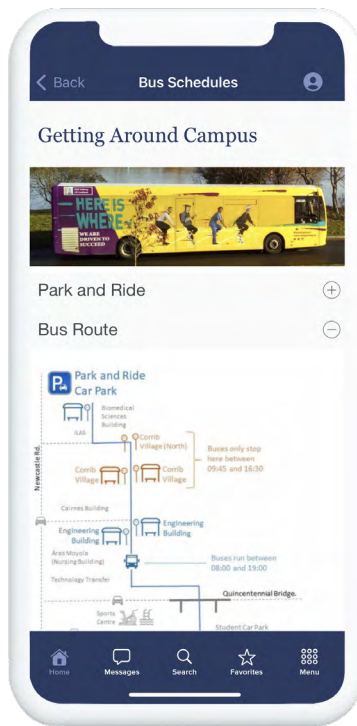 Back
Bus Schedules
Getting Around Campus
HERE IS
WHERE
WE ARE
DRIVEN TO
SUCCEED
Park and Ride
Bus Route
Park and Ride
Car Park
Biomedical
Sciences
Building
ILAS
Newcastle Rd.
Corrib
Village (North)
Buses only stop
here between
09:45 and 16:30
Corrib
Village
Corrib
Village
Cairnes Building
Engineering
Building
Engineering
Building
Áras Moyola
(Nursing Building)
Buses run between
08:00 and 19:00
Technology Transfer
Quincentennial Bridge.
Sports
Centre
Student Car Park
Home
Messages
Search
Favorites
Menu